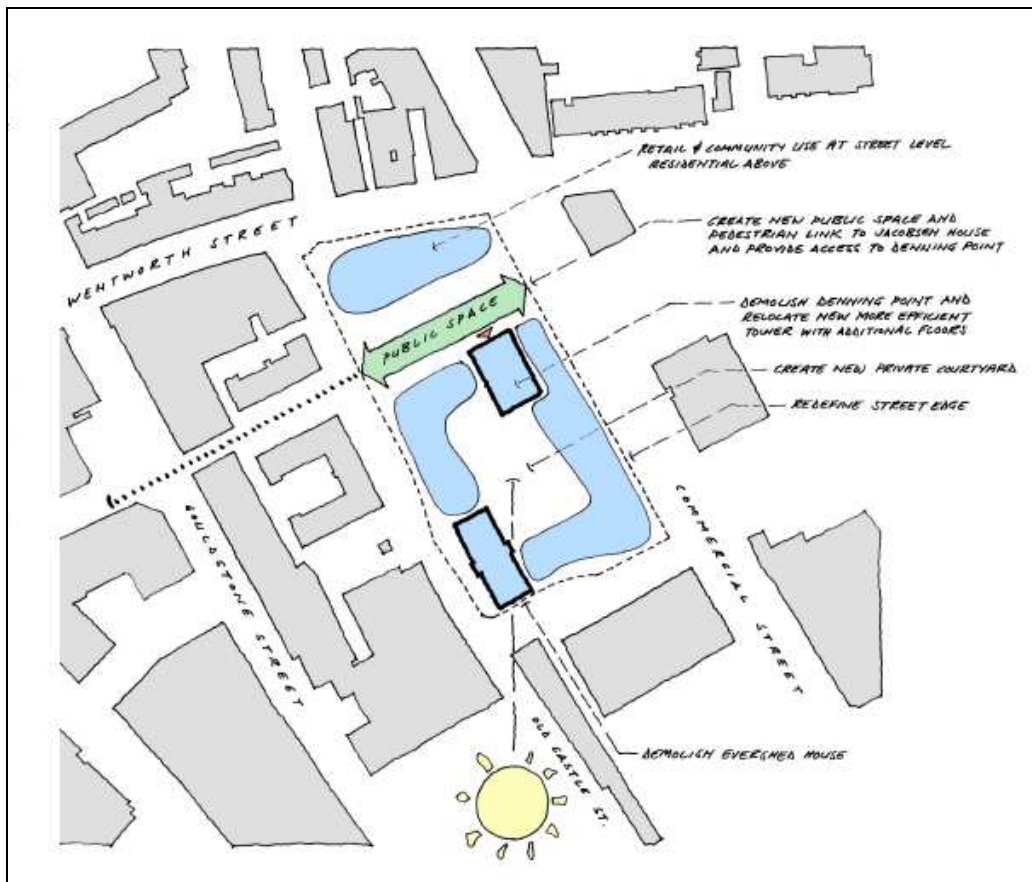 RETAIL & COMMUNITY USE AT STREET LEVEL
RESIDENTIAL ABOVE
CREATE NEW PUBLIC SPACE AND
PEDESTRIAN LINK TO JACOBSEN HOUSE
AND PROVIDE ACCESS TO DENNING POINT
WENTWORTH STREET
PUBLIC SPACE
DEMOLISH DENNING POINT AND
RELOCATE NEW MORE EFFICIENT
TOWER WITH ADDITIONAL FLOORS
CREATE NEW PRIVATE COURTYARD
REDEFINE STREET EDGE
COMMERCIAL STREET
GOULDSTONE STREET
OLD CASTLE ST.
DEMOLISH EVERSHED HOUSE